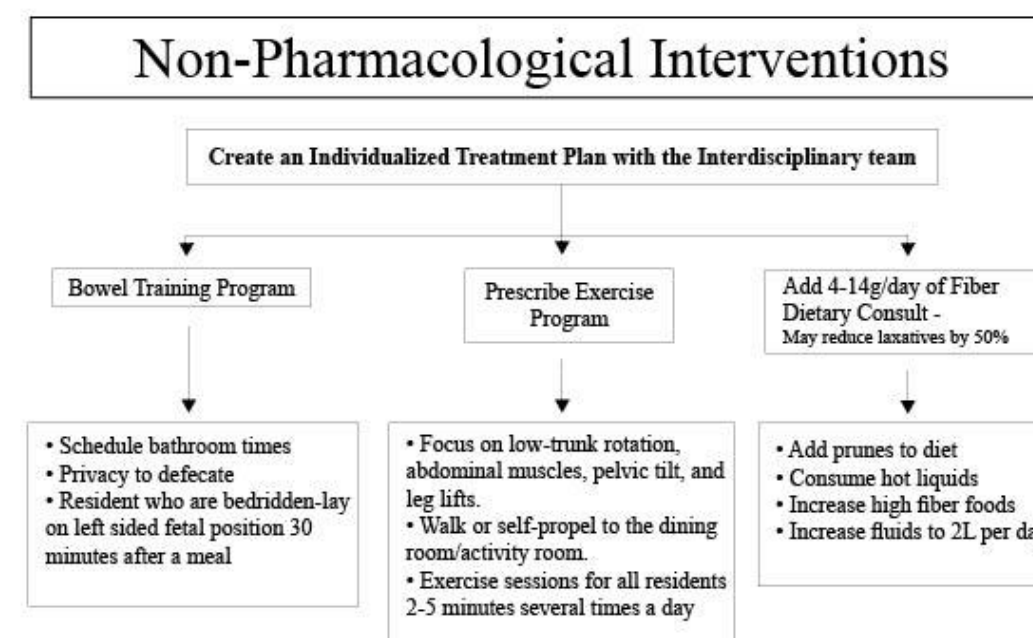 Non-Pharmacological Interventions
Create an Individualized Treatment Plan with the Interdisciplinary team
Bowel Training Program
Prescribe Exercise
Program
Add 4-14g/day of Fiber
Dietary Consult -
May reduce laxatives by 50%
• Schedule bathroom times
• Privacy to defecate
• Resident who are bedridden-lay
on left sided fetal position 30
minutes after a meal
• Focus on low-trunk rotation,
abdominal muscles, pelvic tilt, and
leg lifts.
• Walk or self-propel to the dining
room/activity room.
• Exercise sessions for all residents
2-5 minutes several times a day
• Add prunes to diet
• Consume hot liquids
• Increase high fiber foods
• Increase fluids to 2L per